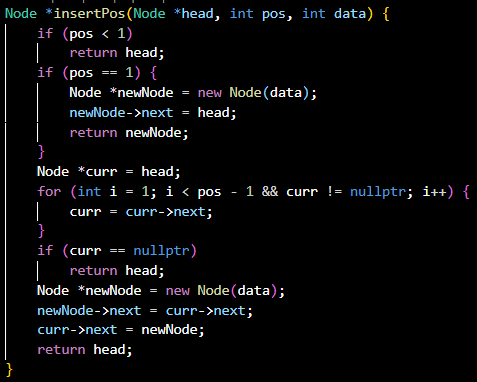 Node *insertPos(Node *head, int pos, int data) {
    if (pos < 1)
        return head;
    if (pos == 1) {
        Node *newNode = new Node(data);
        newNode->next = head;
        return newNode;
    }
    Node *curr = head;
    for (int i = 1; i < pos - 1 && curr != nullptr; i++) {
        curr = curr->next;
    }
    if (curr == nullptr)
        return head;
    Node *newNode = new Node(data);
    newNode->next = curr->next;
    curr->next = newNode;
    return head;
}